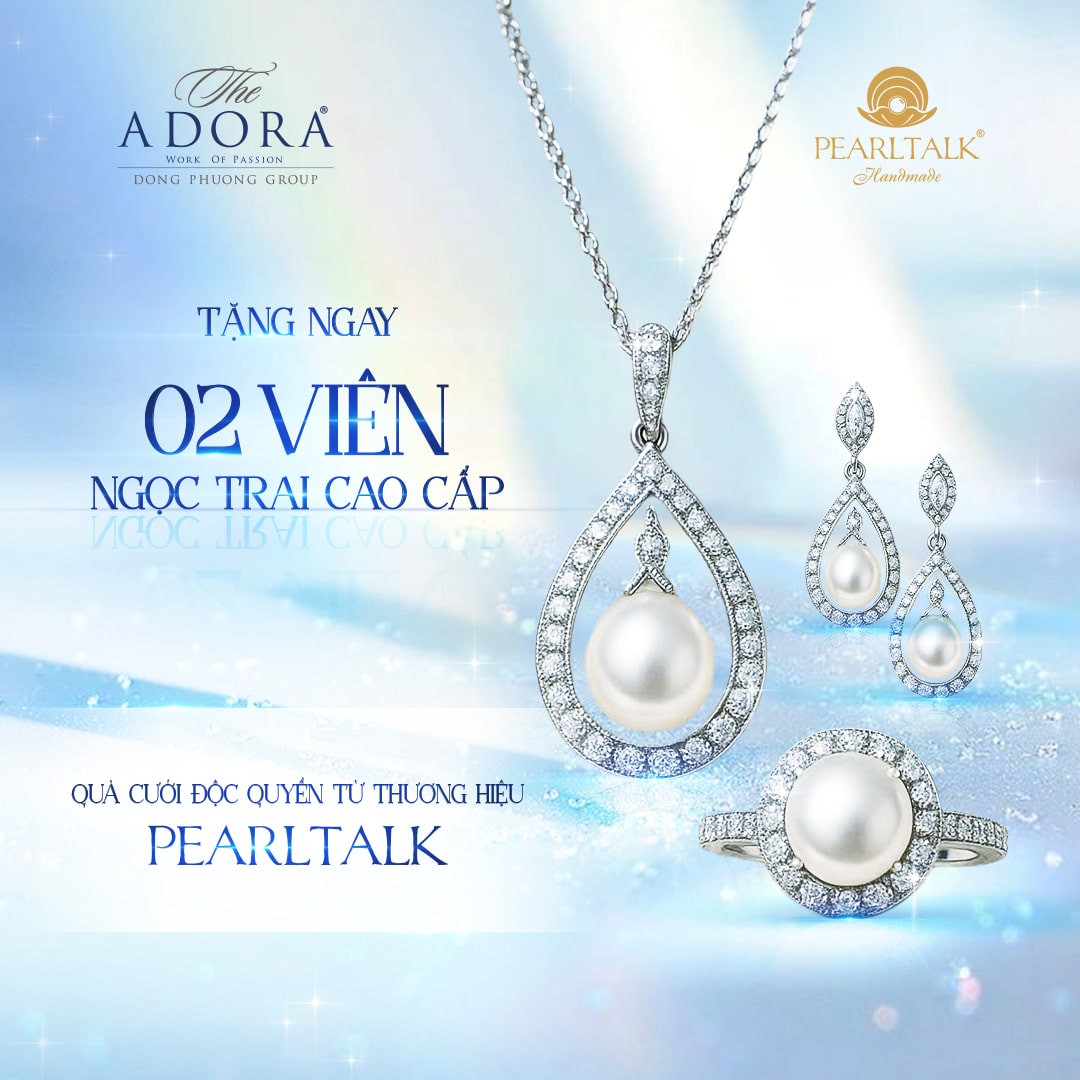 The
ADORA®
WORK OF PASSION
DONG PHUONG GROUP
PEARLTALK®
Handmade
TẶNG NGAY
02 VIÊN
NGỌC TRAI CAO CẤP
QUÀ CƯỚI ĐỘC QUYỀN TỪ THƯƠNG HIỆU
PEARLTALK